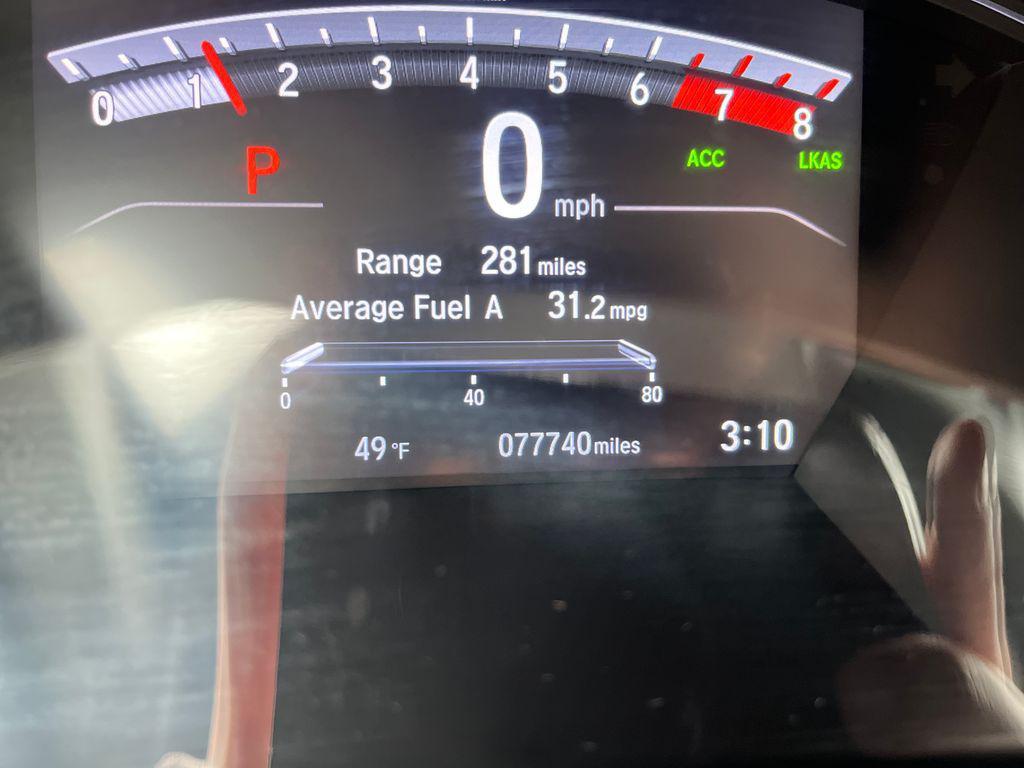 0 1 2 3 4 5 6 7 8
P 0 mph ACC LKAS
Range 281 miles
Average Fuel A 31.2 mpg
0 40 80
49 °F 077740 miles 3:10